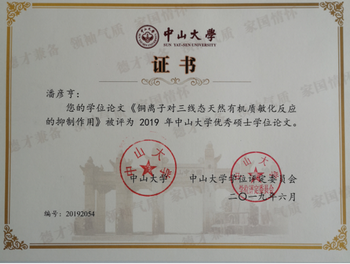 中山大学
SUN YAT-SEN UNIVERSITY
证书
潘彦亨：
您的学位论文《铜离子对三线态天然有机质敏化反应
的抑制作用》被评为 2019 年中山大学优秀硕士学位论文。
中山大学 中山大学学位评定委员会
二〇一九年六月
编号：20192054